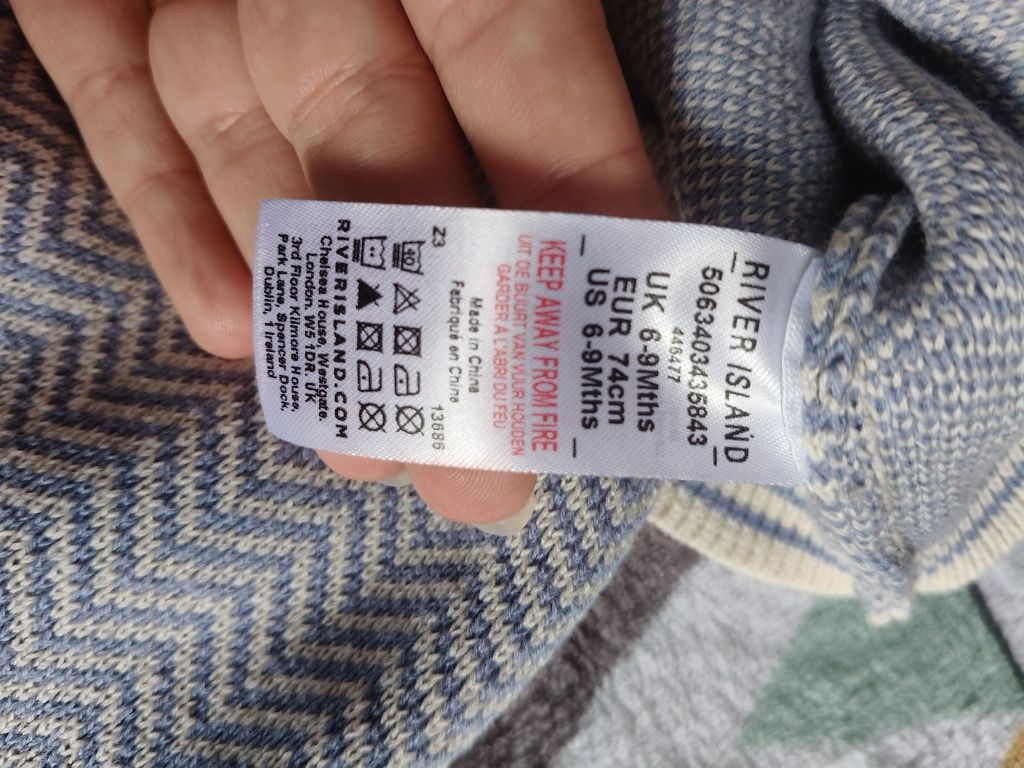 RIVER ISLAND
5063403435843
446477
UK 6-9Mths
EUR 74cm
US 6-9Mths
KEEP AWAY FROM FIRE
UIT DE BUURT VAN VUUR HOUDEN
GARDER À L'ABRI DU FEU
Made in China
Fabriqué en Chine
Z3 13686
30
RIVERISLAND.COM
Chelsea House, Westgate,
London W5 1DR. UK
3rd Floor Kilmore House,
Park Lane, Spencer Dock,
Dublin, 1 Ireland